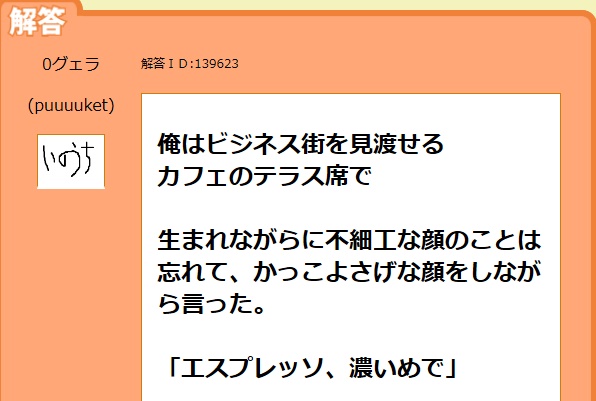 解答
0グェラ
解答ＩＤ:139623
(puuuuket)
いのうち
俺はビジネス街を見渡せる
カフェのテラス席で
生まれながらに不細工な顔のことは
忘れて、かっこよさげな顔をしなが
ら言った。
「エスプレッソ、濃いめで」